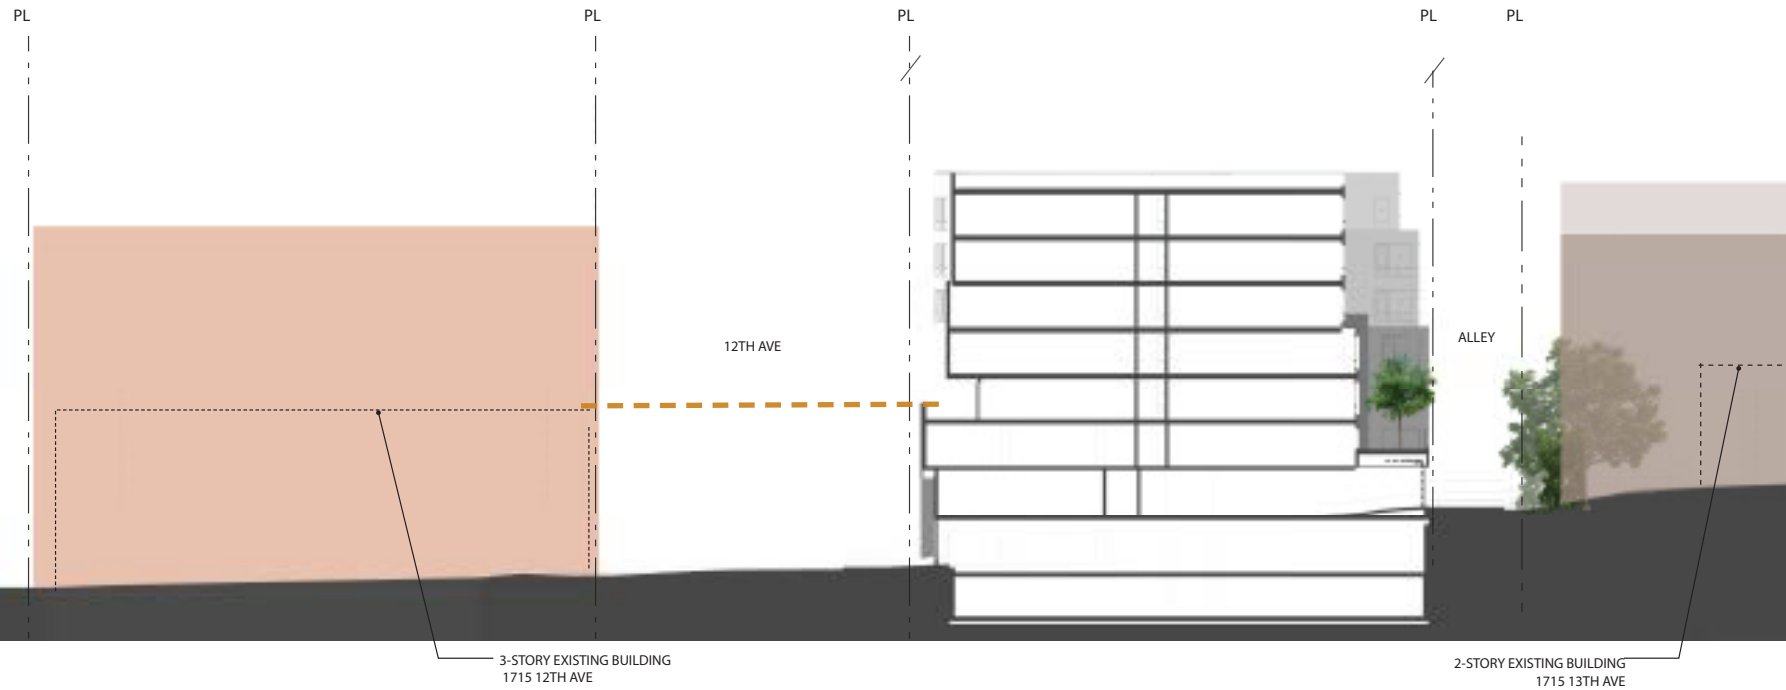 PL
PL
PL
PL
PL
12TH AVE
ALLEY
3-STORY EXISTING BUILDING
1715 12TH AVE
2-STORY EXISTING BUILDING
1715 13TH AVE